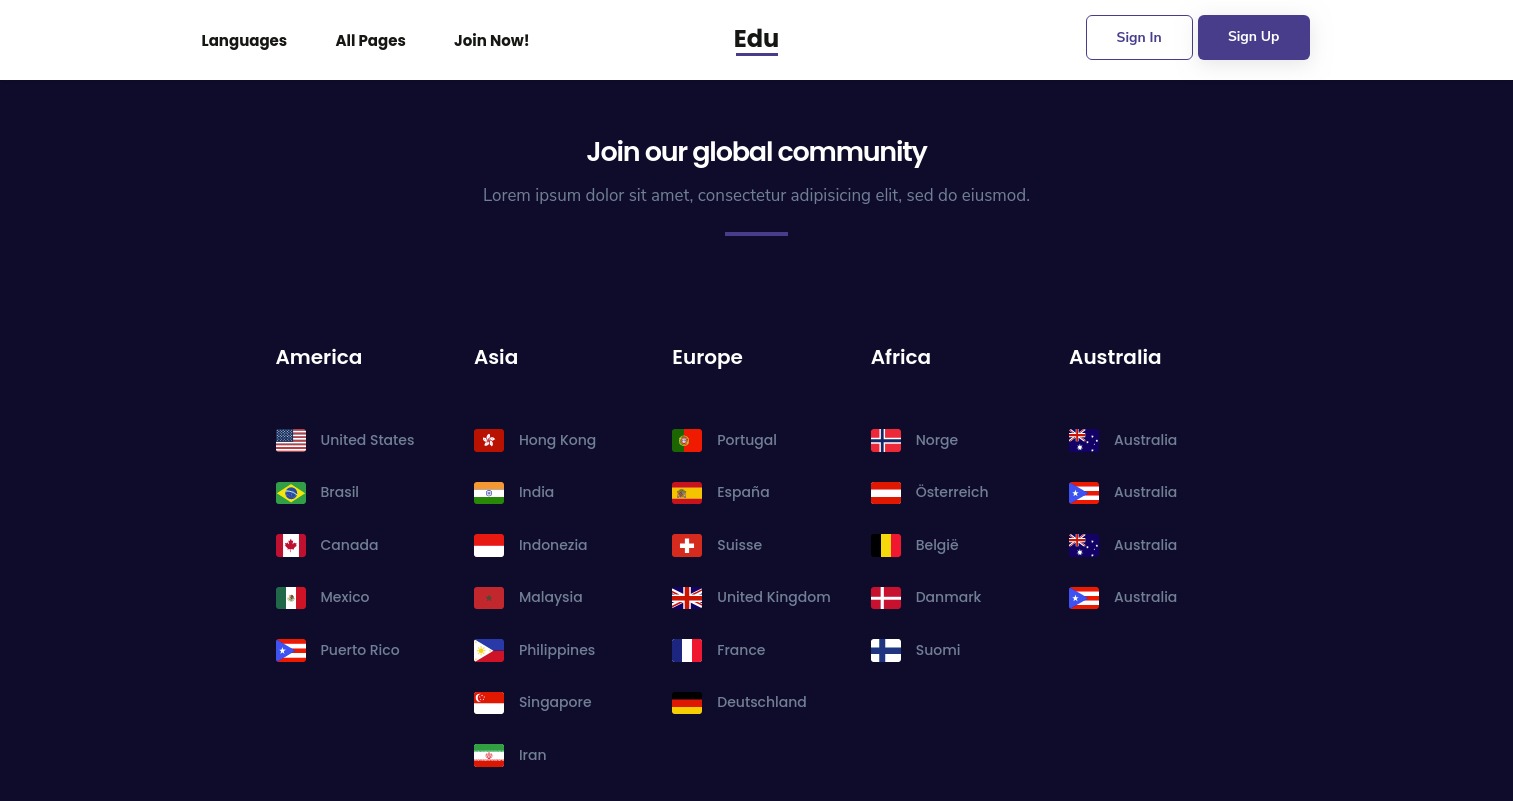 Languages
All Pages
Join Now!
Edu
Sign In
Sign Up
Join our global community
Lorem ipsum dolor sit amet, consectetur adipisicing elit, sed do eiusmod.
America
United States
Brasil
Canada
Mexico
Puerto Rico
Asia
Hong Kong
India
Indonezia
Malaysia
Philippines
Singapore
Iran
Europe
Portugal
España
Suisse
United Kingdom
France
Deutschland
Africa
Norge
Österreich
België
Danmark
Suomi
Australia
Australia
Australia
Australia
Australia